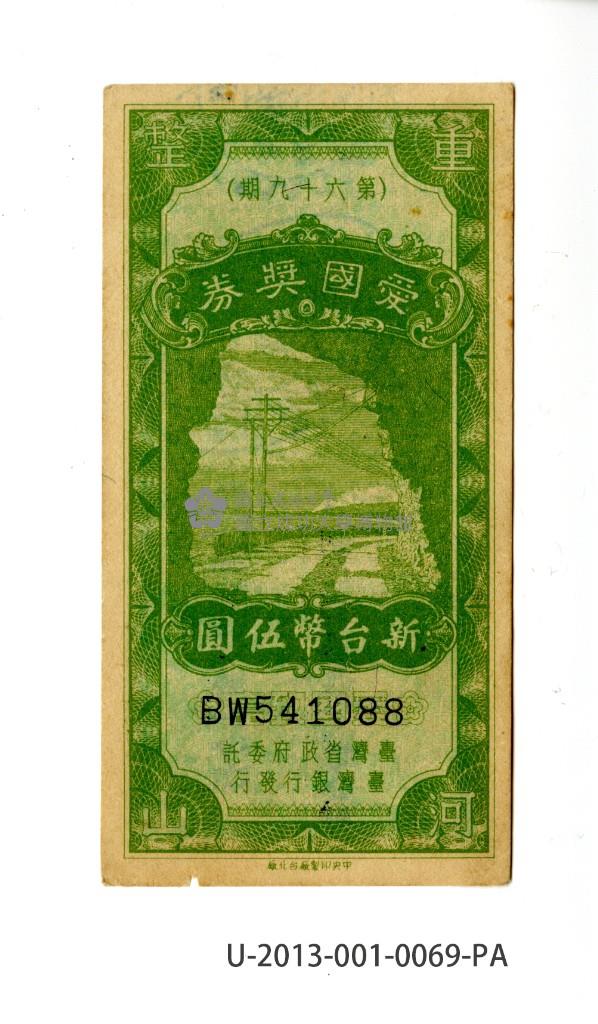 重整
(第六十九期)
愛國獎券
新台幣伍圓
BW541088
臺灣省政府委託
臺灣銀行發行
河山
中央印製廠台北廠
U-2013-001-0069-PA